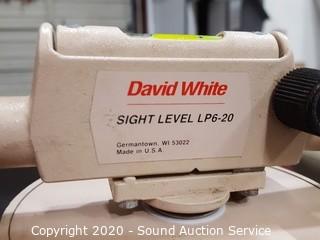 David White
SIGHT LEVEL LP6-20
Germantown, WI 53022
Made in U.S.A.
Copyright 2020 - Sound Auction Service